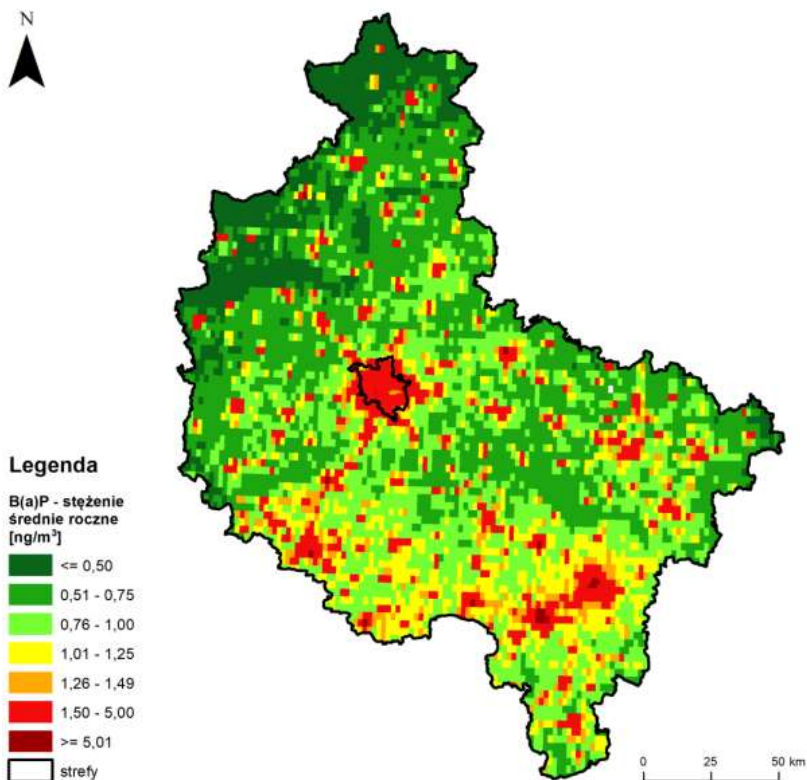 N
Legenda
B(a)P - stężenie
średnie roczne
[ng/m³]
<= 0,50
0,51 - 0,75
0,76 - 1,00
1,01 - 1,25
1,26 - 1,49
1,50 - 5,00
>= 5,01
strefy
0 25 50 km